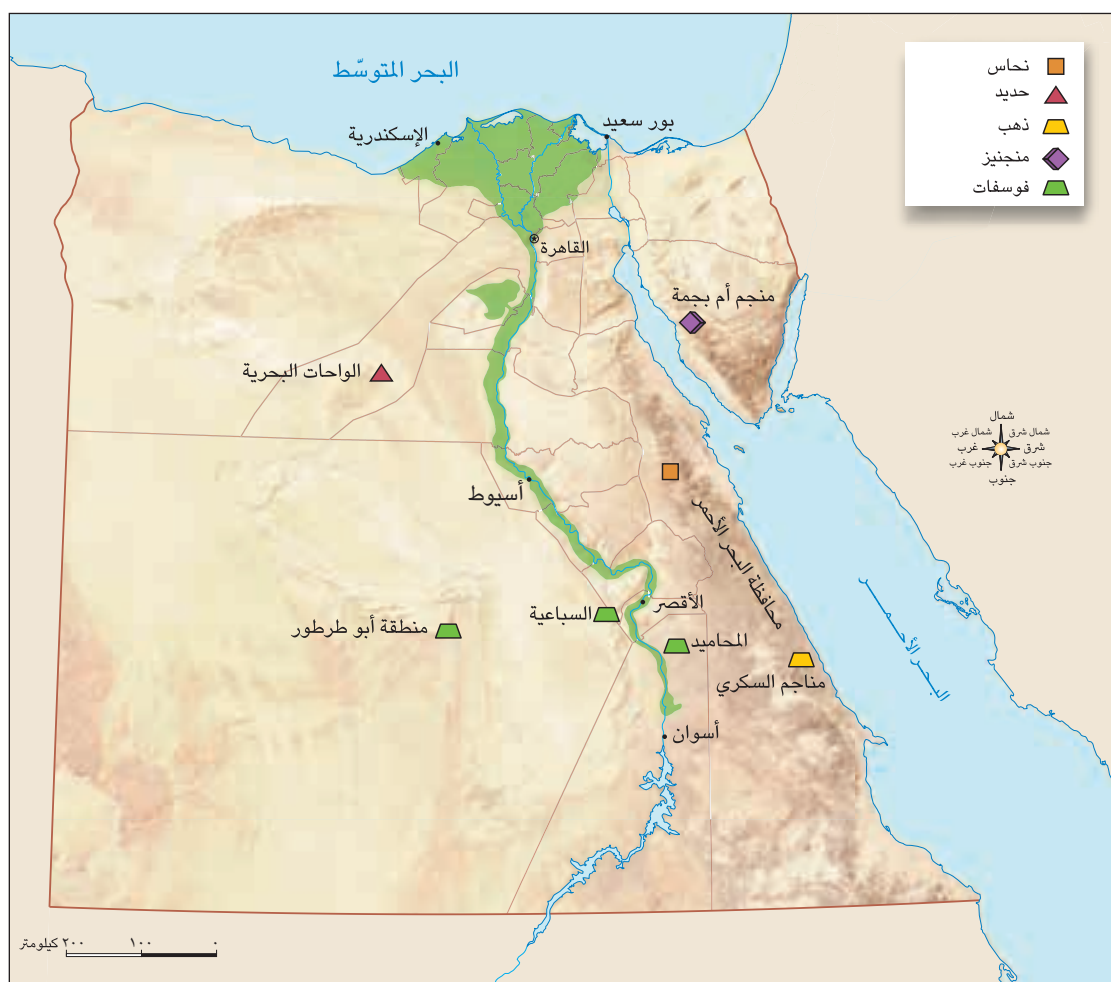 البحر المتوسّط
نحاس
حديد
ذهب
منجنيز
فوسفات
بور سعيد
الإسكندرية
القاهرة
منجم أم بجمة
الواحات البحرية
شمال
شمال شرق
شمال غرب
شرق
غرب
جنوب شرق
جنوب غرب
جنوب
أسيوط
محافظة البحر الأحمر
البحر الأحمر
الأقصر
السباعية
منطقة أبو طرطور
المحاميد
مناجم السكري
أسوان
٠ ١٠٠ ٢٠٠ كيلومتر